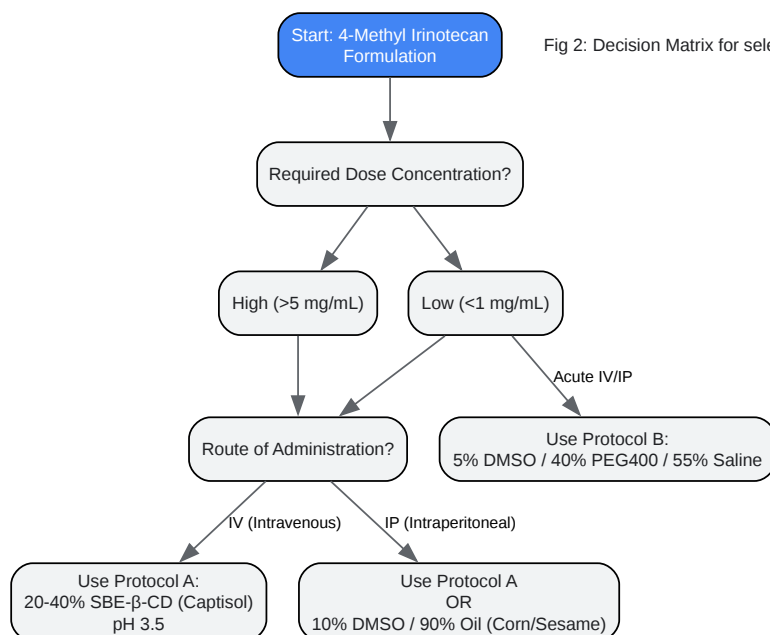 Start: 4-Methyl Irinotecan
Formulation
Fig 2: Decision Matrix for
Required Dose Concentration?
High (>5 mg/mL)
Low (<1 mg/mL)
Acute IV/IP
Route of Administration?
Use Protocol B:
5% DMSO / 40% PEG400 / 55% Saline
IV (Intravenous)
IP (Intraperitoneal)
Use Protocol A:
20-40% SBE-β-CD (Captisol)
pH 3.5
Use Protocol A
OR
10% DMSO / 90% Oil (Corn/Sesame)